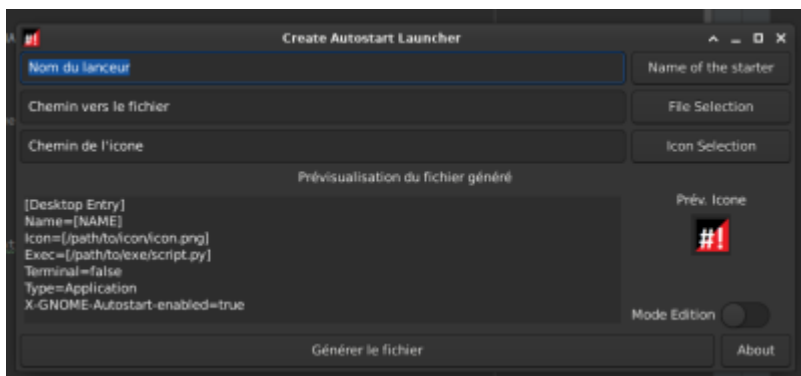 #!
Create Autostart Launcher
Nom du lanceur
Name of the starter
Chemin vers le fichier
File Selection
Chemin de l'icone
Icon Selection
Prévisualisation du fichier généré
[Desktop Entry]
Name=[NAME]
Icon=[/path/to/icon/icon.png]
Exec=[/path/to/exe/script.py]
Terminal=false
Type=Application
X-GNOME-Autostart-enabled=true
Prév. Icone
#!
Mode Edition
Générer le fichier
About